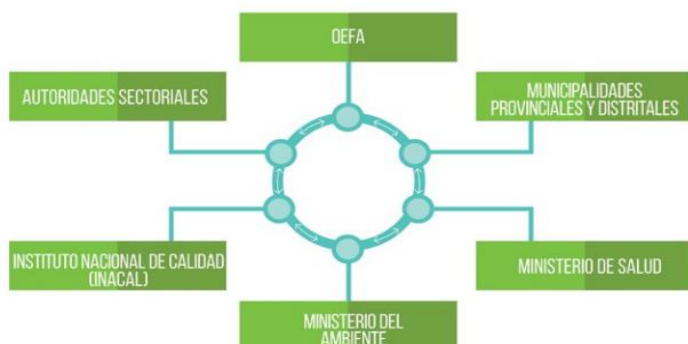 OEFA
AUTORIDADES SECTORIALES
MUNICIPALIDADES
PROVINCIALES Y DISTRITALES
INSTITUTO NACIONAL DE CALIDAD
(INACAL)
MINISTERIO DE SALUD
MINISTERIO DEL
AMBIENTE